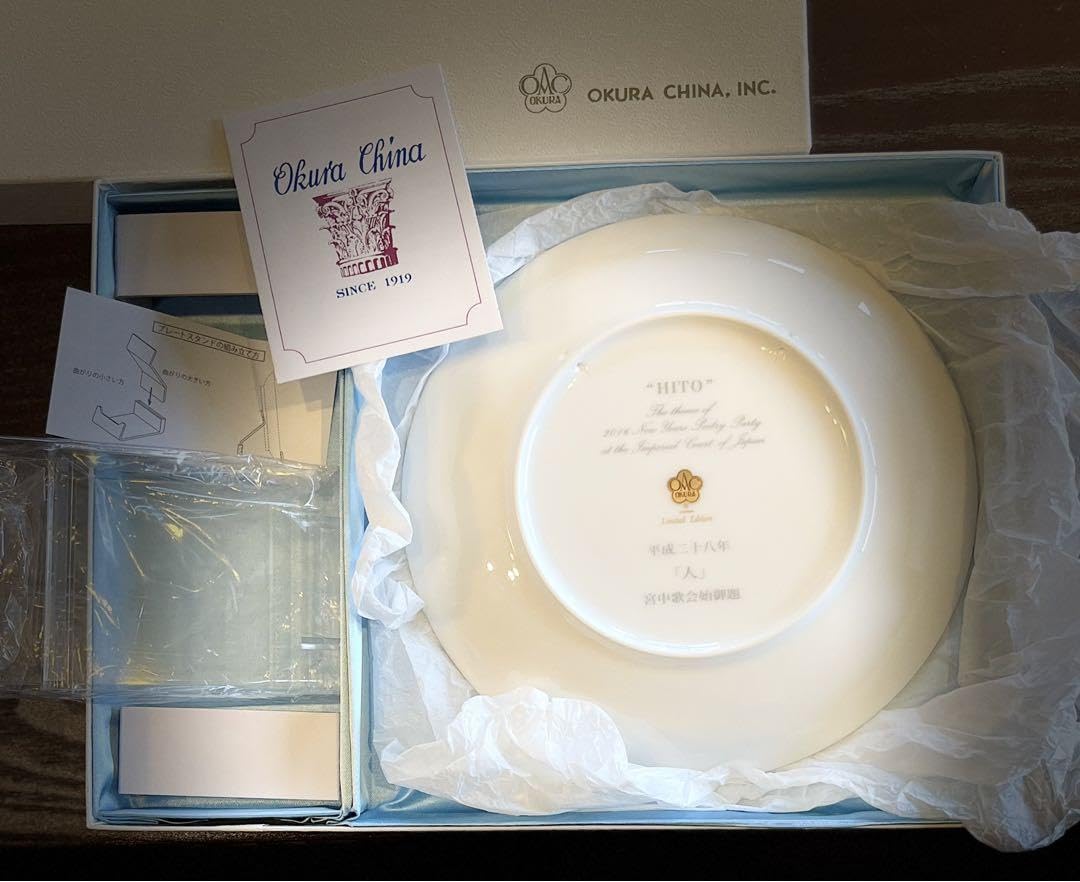 OAC
OKURA
OKURA CHINA, INC.
Okura China
SINCE 1919
プレートスタンドの組み立て方
曲がりの小さい方
曲がりの大きい方
"HITO"
The theme of
2016 New Years Poetry Party
at the Imperial Court of Japan
OAC
OKURA
Limited Edition
平成二十八年
「人」
宮中歌会始御題